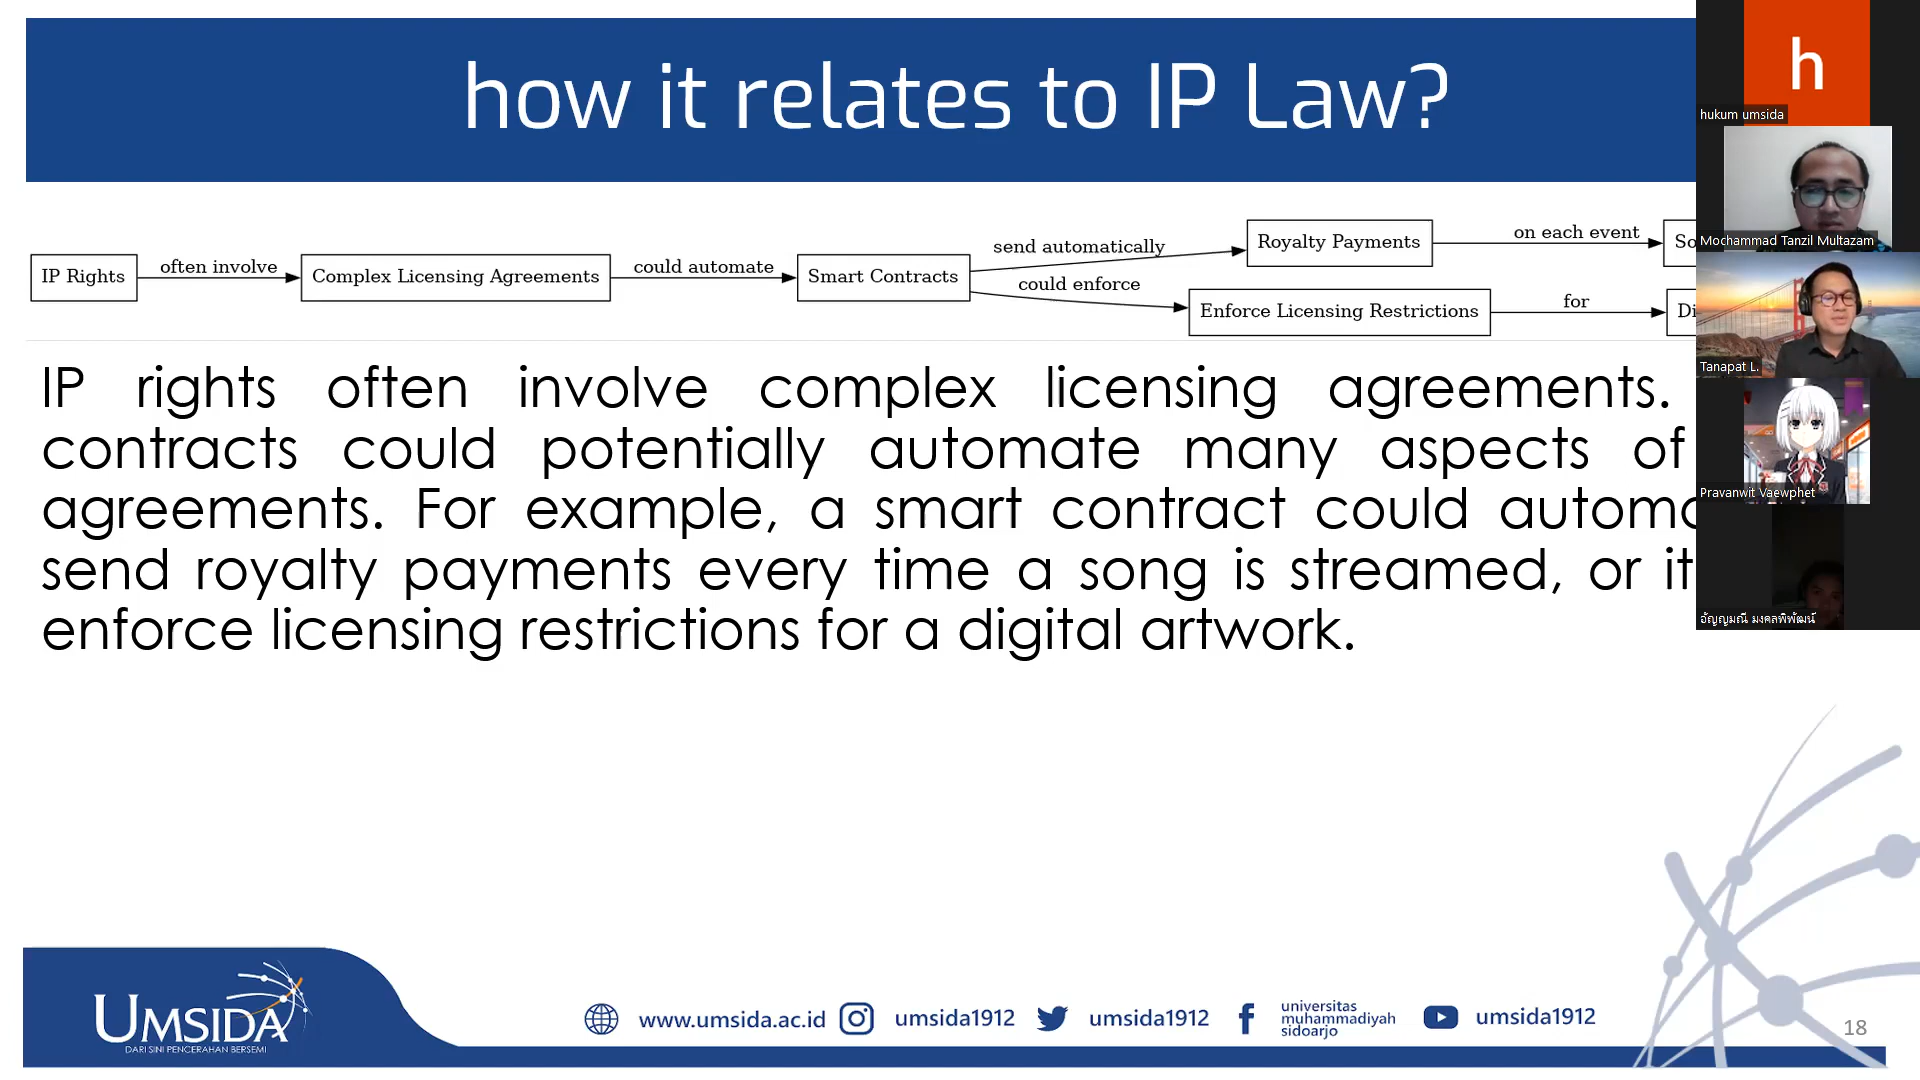 how it relates to IP Law?
h
hukum umsida
Mochammad Tanzil Multazam
Tanapat L.
Pravanwit Vaewphet
อัญญมณี มงคลพิพัฒน์
IP Rights
often involve
Complex Licensing Agreements
could automate
Smart Contracts
send automatically
Royalty Payments
on each event
could enforce
Enforce Licensing Restrictions
for
IP rights often involve complex licensing agreements.
contracts could potentially automate many aspects of
agreements. For example, a smart contract could
send royalty payments every time a song is streamed, or it
enforce licensing restrictions for a digital artwork.
UMSIDA
DARI SINI PENCERAHAN BERSEMI
www.umsida.ac.id
umsida1912
umsida1912
universitas
muhammadiyah
sidoarjo
umsida1912
18